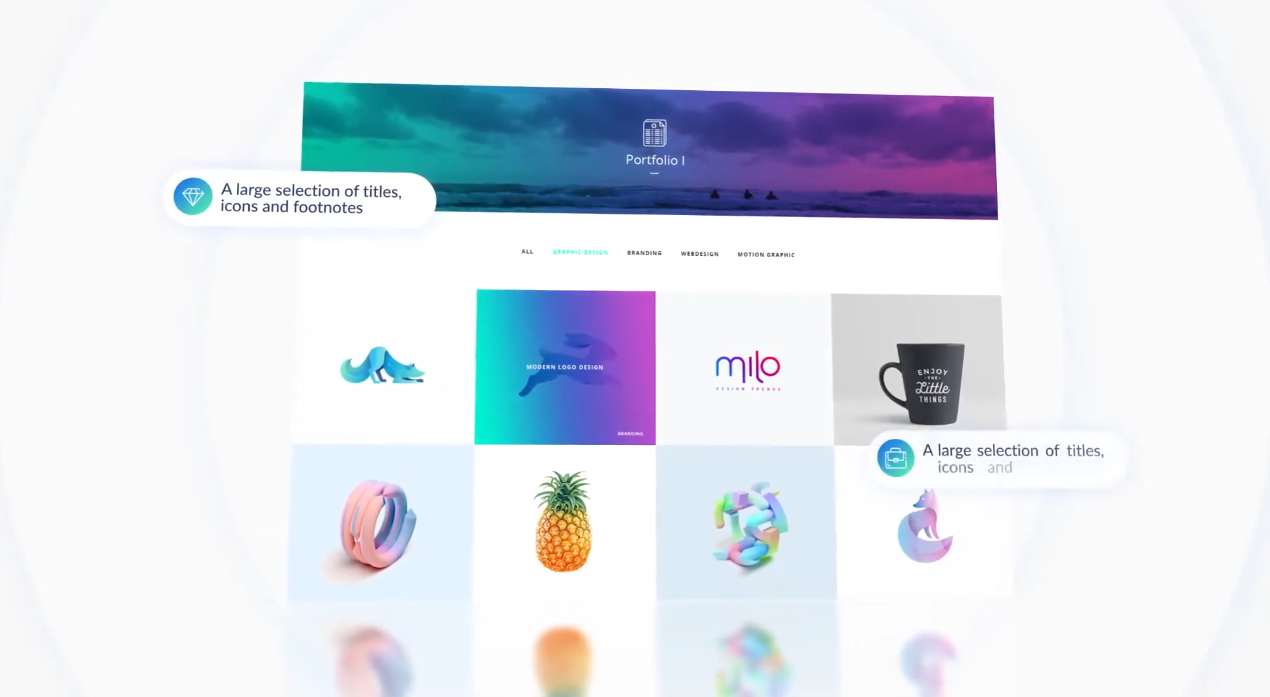 Portfolio I
A large selection of titles,
icons and footnotes
ALL GRAPHIC DESIGN BRANDING WEBDESIGN MOTION GRAPHIC
MODERN LOGO DESIGN
BRANDING
milo
DESIGN TRENDS
ENJOY
THE
Little
THINGS
A large selection of titles,
icons and